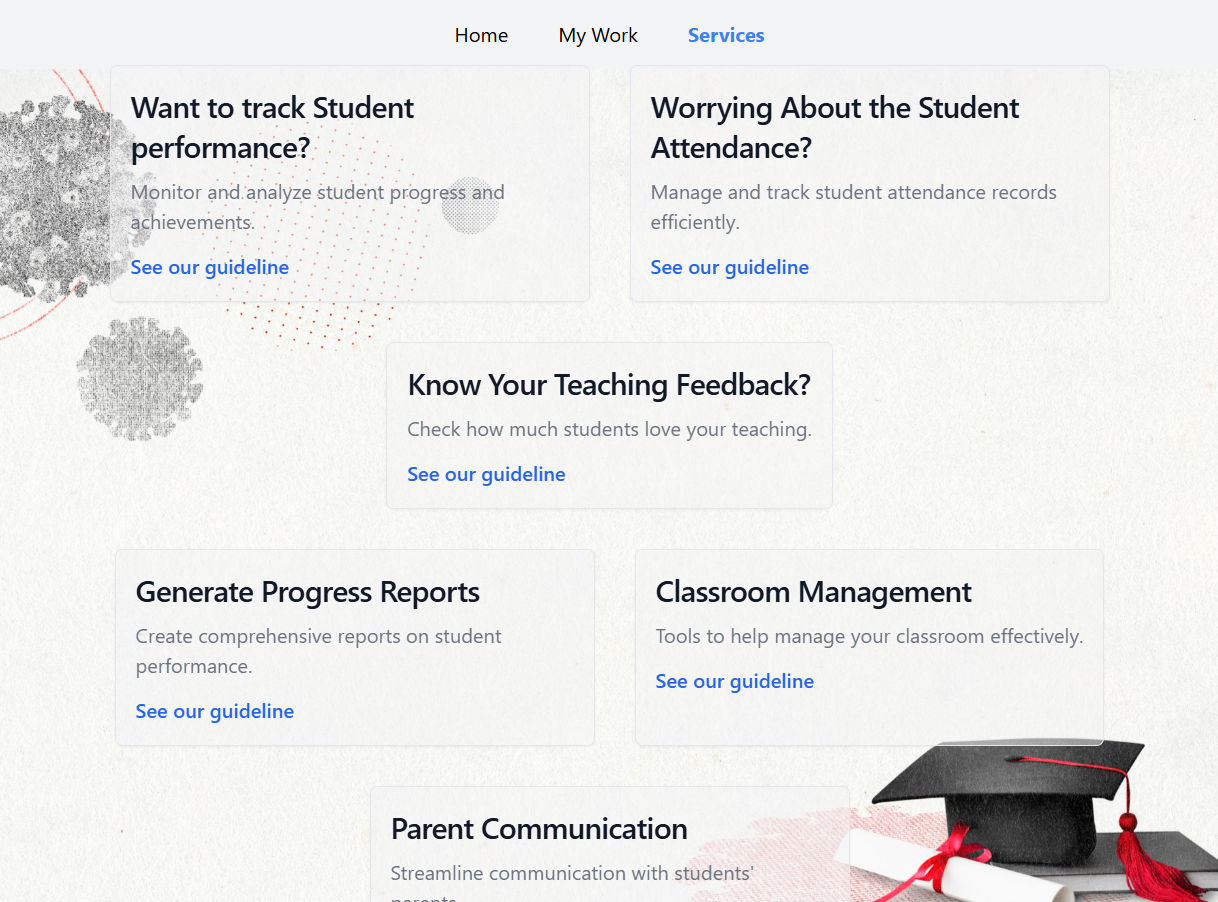 Home My Work Services
Want to track Student
performance?
Monitor and analyze student progress and
achievements.
See our guideline
Worrying About the Student
Attendance?
Manage and track student attendance records
efficiently.
See our guideline
Know Your Teaching Feedback?
Check how much students love your teaching.
See our guideline
Generate Progress Reports
Create comprehensive reports on student
performance.
See our guideline
Classroom Management
Tools to help manage your classroom effectively.
See our guideline
Parent Communication
Streamline communication with students'
parents.